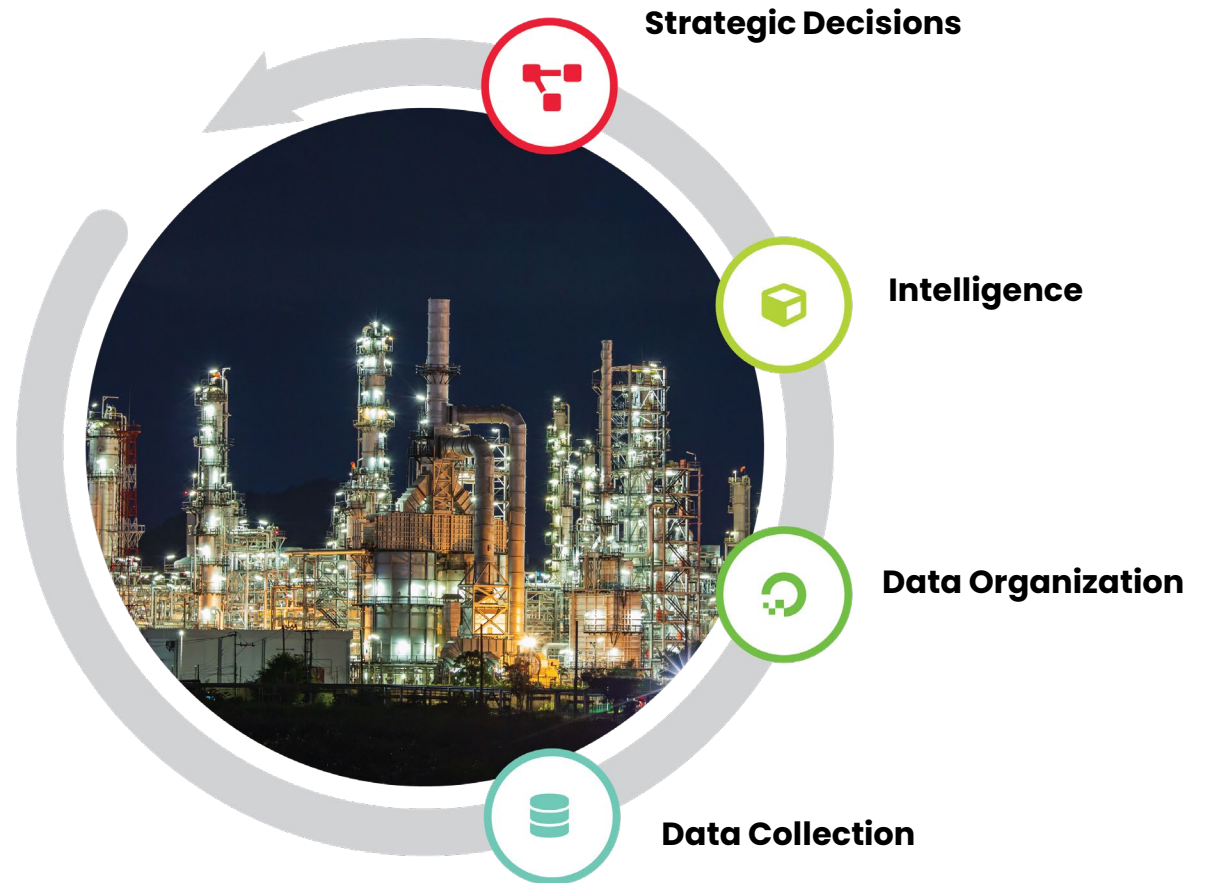 Strategic Decisions
Intelligence
Data Organization
Data Collection